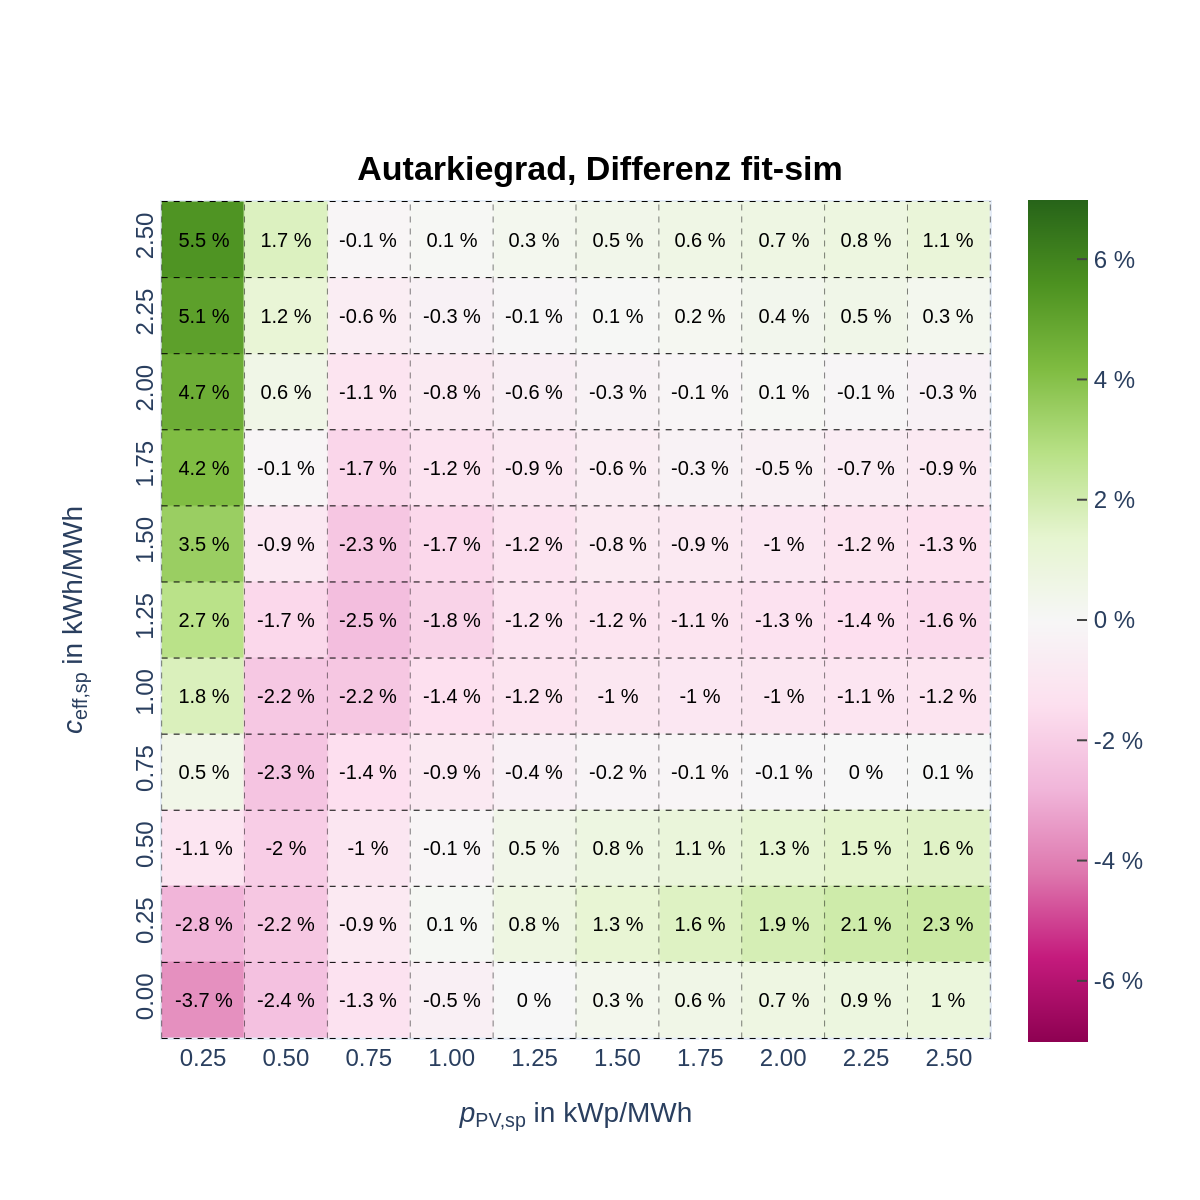 Autarkiegrad, Differenz fit-sim
2.50 5.5 % 1.7 % -0.1 % 0.1 % 0.3 % 0.5 % 0.6 % 0.7 % 0.8 % 1.1 %
2.25 5.1 % 1.2 % -0.6 % -0.3 % -0.1 % 0.1 % 0.2 % 0.4 % 0.5 % 0.3 %
2.00 4.7 % 0.6 % -1.1 % -0.8 % -0.6 % -0.3 % -0.1 % 0.1 % -0.1 % -0.3 %
1.75 4.2 % -0.1 % -1.7 % -1.2 % -0.9 % -0.6 % -0.3 % -0.5 % -0.7 % -0.9 %
1.50 3.5 % -0.9 % -2.3 % -1.7 % -1.2 % -0.8 % -0.9 % -1 % -1.2 % -1.3 %
1.25 2.7 % -1.7 % -2.5 % -1.8 % -1.2 % -1.2 % -1.1 % -1.3 % -1.4 % -1.6 %
1.00 1.8 % -2.2 % -2.2 % -1.4 % -1.2 % -1 % -1 % -1 % -1.1 % -1.2 %
0.75 0.5 % -2.3 % -1.4 % -0.9 % -0.4 % -0.2 % -0.1 % -0.1 % 0 % 0.1 %
0.50 -1.1 % -2 % -1 % -0.1 % 0.5 % 0.8 % 1.1 % 1.3 % 1.5 % 1.6 %
0.25 -2.8 % -2.2 % -0.9 % 0.1 % 0.8 % 1.3 % 1.6 % 1.9 % 2.1 % 2.3 %
0.00 -3.7 % -2.4 % -1.3 % -0.5 % 0 % 0.3 % 0.6 % 0.7 % 0.9 % 1 %
0.25 0.50 0.75 1.00 1.25 1.50 1.75 2.00 2.25 2.50
pPV,sp in kWp/MWh
ceff,sp in kWh/MWh
6 %
4 %
2 %
0 %
-2 %
-4 %
-6 %